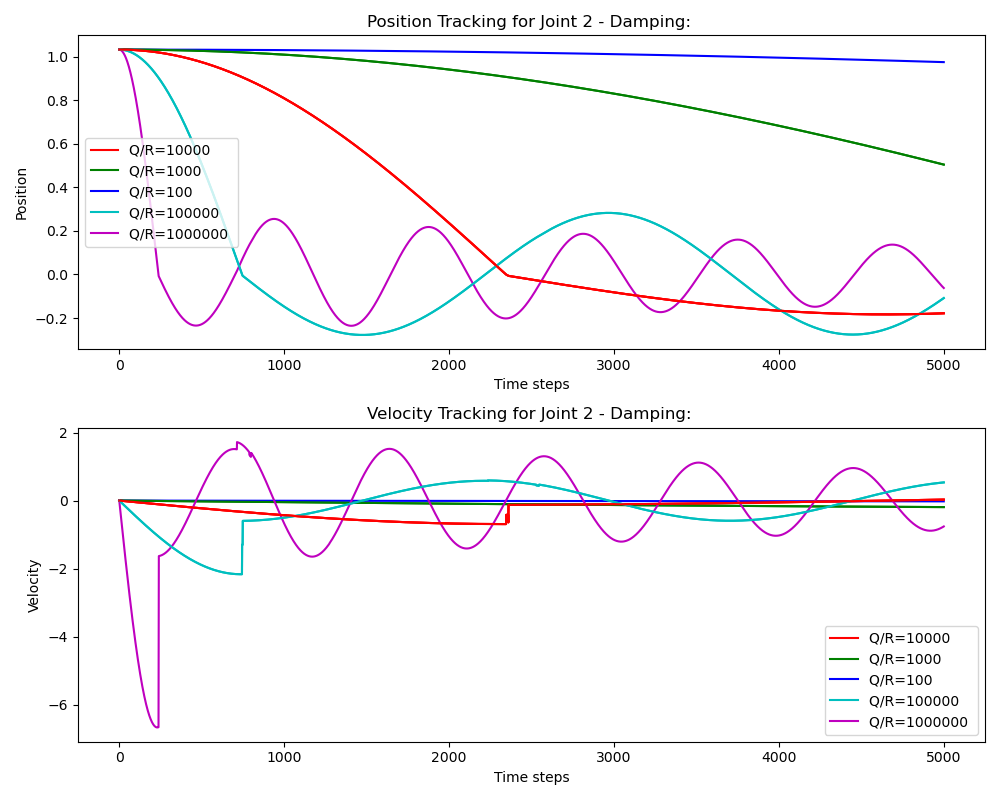 Position Tracking for Joint 2 - Damping:
Position
1.0
0.8
0.6
0.4
0.2
0.0
−0.2
Q/R=10000
Q/R=1000
Q/R=100
Q/R=100000
Q/R=1000000
0 1000 2000 3000 4000 5000
Time steps
Velocity Tracking for Joint 2 - Damping:
Velocity
2
0
−2
−4
−6
Q/R=10000
Q/R=1000
Q/R=100
Q/R=100000
Q/R=1000000
0 1000 2000 3000 4000 5000
Time steps